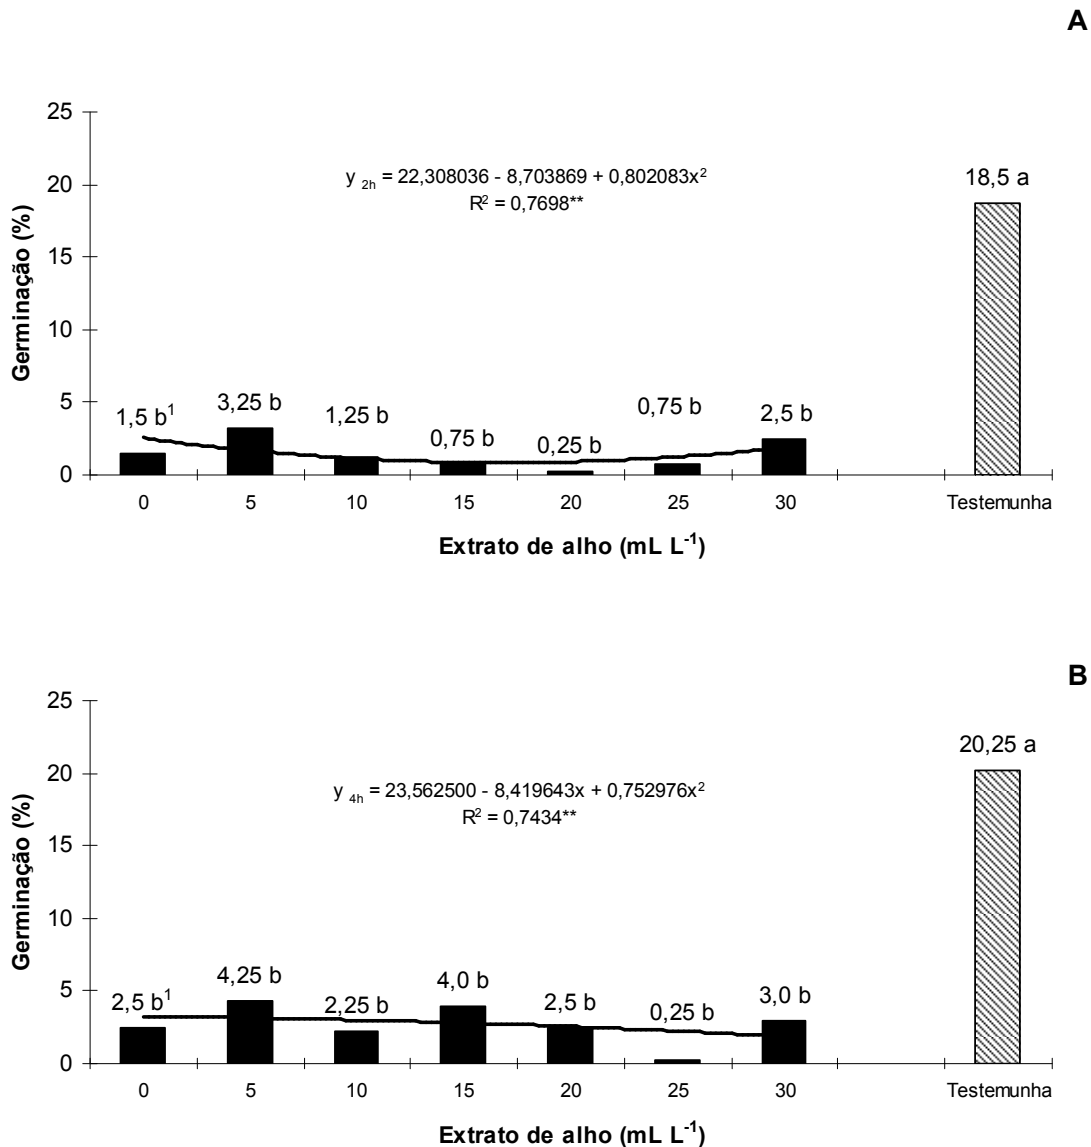 A
25
20
15
10
5
0
Germinação (%)
y 2h = 22,308036 - 8,703869 + 0,802083x²
R² = 0,7698**
1,5 b¹
3,25 b
1,25 b
0,75 b
0,25 b
0,75 b
2,5 b
18,5 a
0 5 10 15 20 25 30 Testemunha
Extrato de alho (mL L⁻¹)
B
25
20
15
10
5
0
Germinação (%)
y 4h = 23,562500 - 8,419643x + 0,752976x²
R² = 0,7434**
2,5 b¹
4,25 b
2,25 b
4,0 b
2,5 b
0,25 b
3,0 b
20,25 a
0 5 10 15 20 25 30 Testemunha
Extrato de alho (mL L⁻¹)